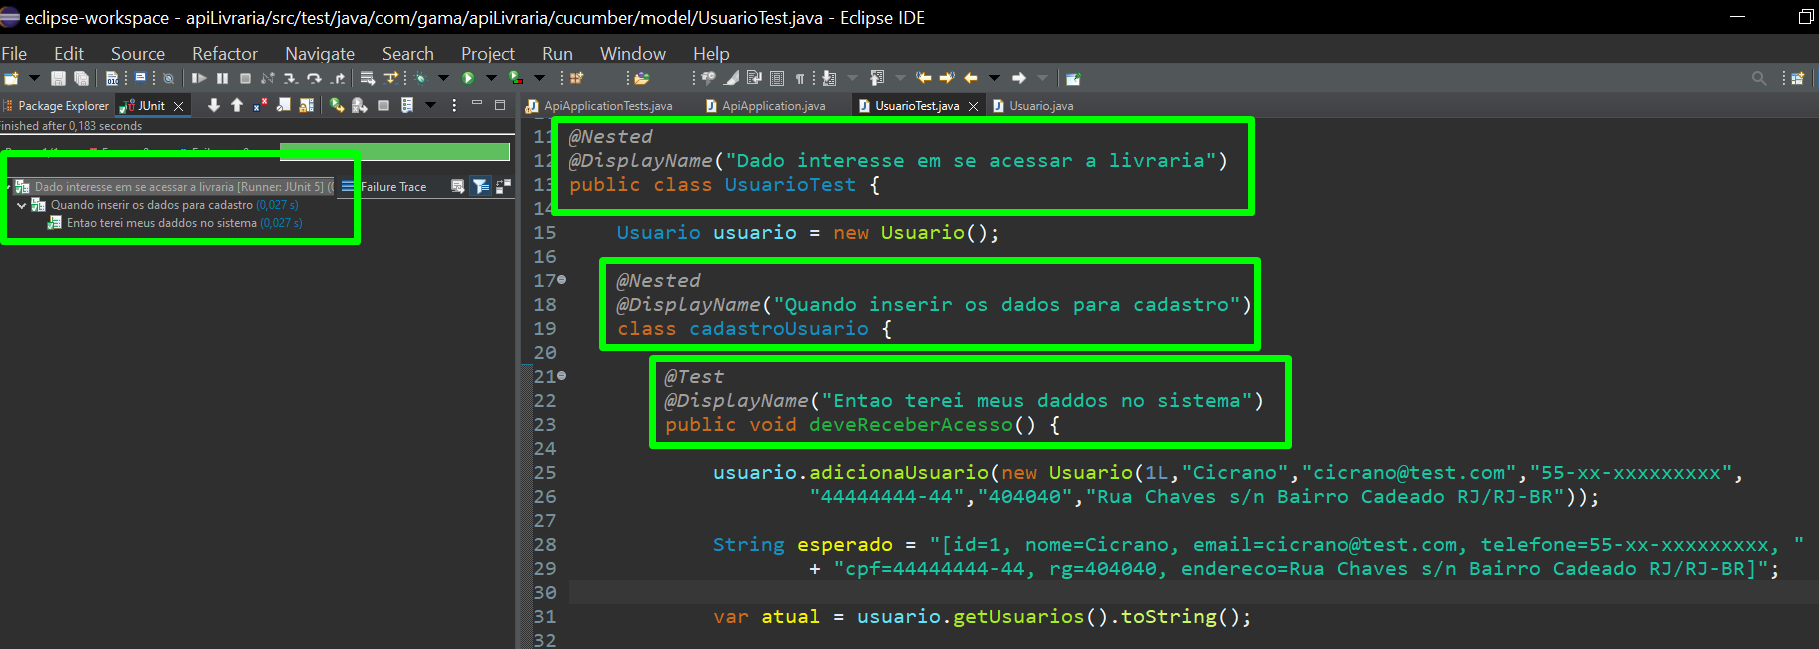 eclipse-workspace - apiLivraria/src/test/java/com/gama/apiLivraria/cucumber/model/UsuarioTest.java - Eclipse IDE
File Edit Source Refactor Navigate Search Project Run Window Help
Package Explorer JUnit
inished after 0,183 seconds
Dado interesse em se acessar a livraria [Runner: JUnit 5] (
Quando inserir os dados para cadastro (0,027 s)
Entao terei meus daddos no sistema (0,027 s)
Failure Trace
ApiApplicationTests.java ApiApplication.java UsuarioTest.java Usuario.java
11 @Nested
12 @DisplayName("Dado interesse em se acessar a livraria")
13 public class UsuarioTest {
14
15 Usuario usuario = new Usuario();
16
17 @Nested
18 @DisplayName("Quando inserir os dados para cadastro")
19 class cadastroUsuario {
20
21 @Test
22 @DisplayName("Entao terei meus daddos no sistema")
23 public void deveReceberAcesso() {
24
25 usuario.adicionaUsuario(new Usuario(1L,"Cicrano","cicrano@test.com","55-xx-xxxxxxxxx",
26 "44444444-44","404040","Rua Chaves s/n Bairro Cadeado RJ/RJ-BR"));
27
28 String esperado = "[id=1, nome=Cicrano, email=cicrano@test.com, telefone=55-xx-xxxxxxxxx, "
29 + "cpf=44444444-44, rg=404040, endereco=Rua Chaves s/n Bairro Cadeado RJ/RJ-BR]";
30
31 var atual = usuario.getUsuarios().toString();
32